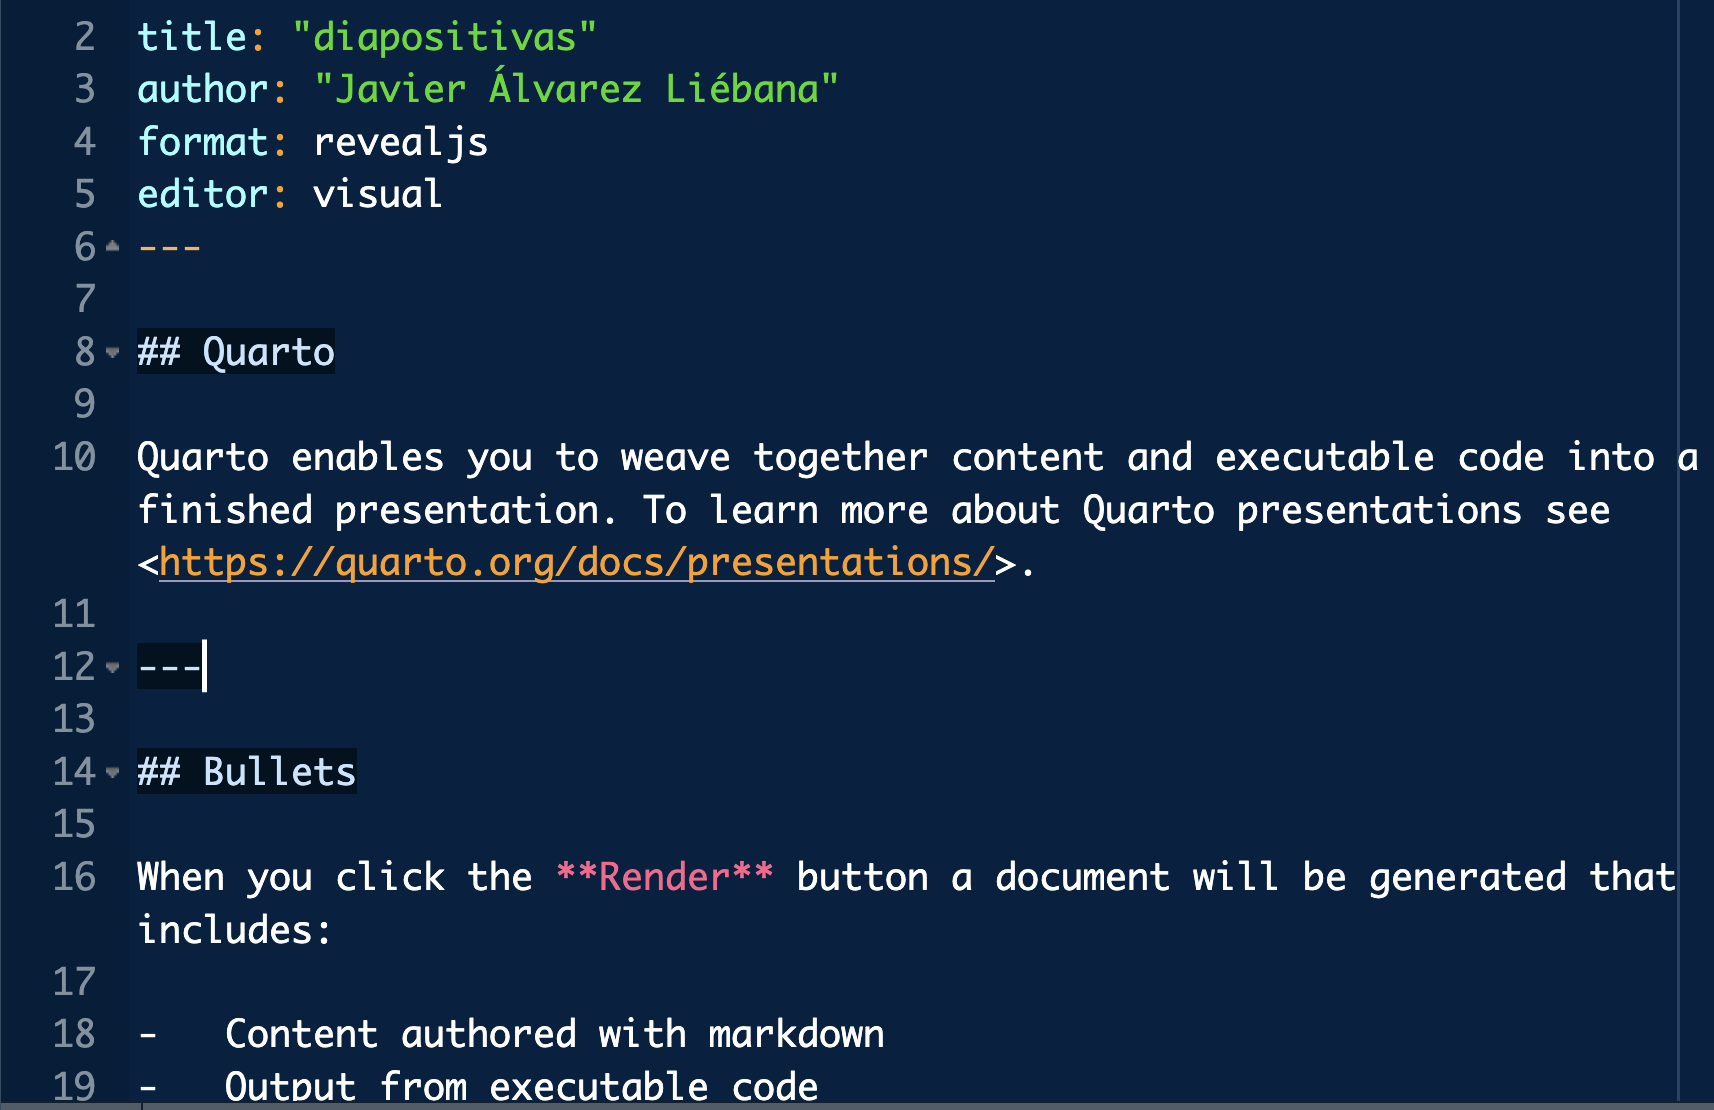 2 title: "diapositivas"
3 author: "Javier Álvarez Liébana"
4 format: revealjs
5 editor: visual
6 ---
7
8 ## Quarto
9
10 Quarto enables you to weave together content and executable code into a
finished presentation. To learn more about Quarto presentations see
<https://quarto.org/docs/presentations/>.
11
12 ---
13
14 ## Bullets
15
16 When you click the **Render** button a document will be generated that
includes:
17
18 -   Content authored with markdown
19 -   Output from executable code